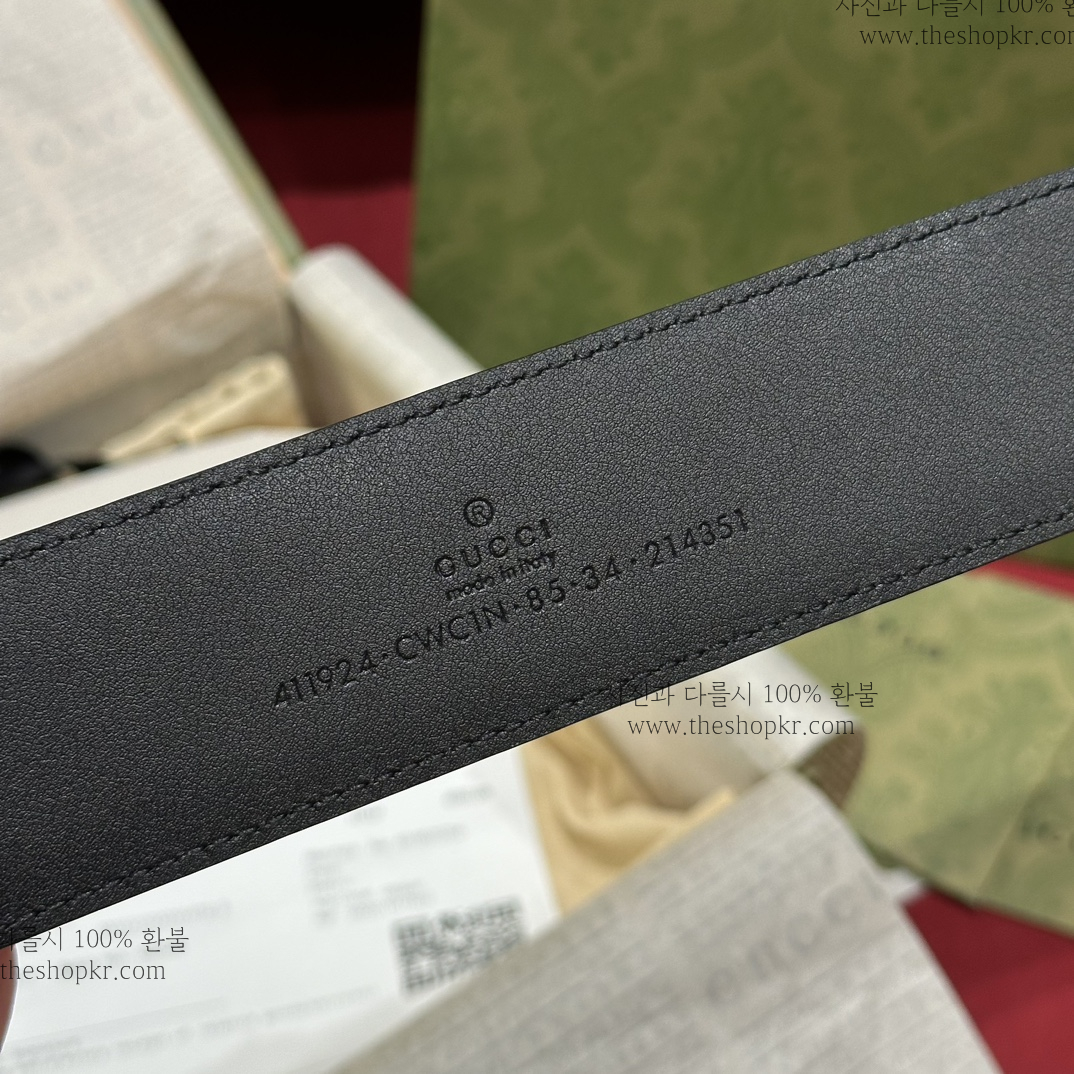 사진과 다를시 100% 환
www.theshopkr.com
®
GUCCI
made in italy
411924·CWC1N·85·34·214351
사진과 다를시 100% 환불
www.theshopkr.com
다를시 100% 환불
theshopkr.com